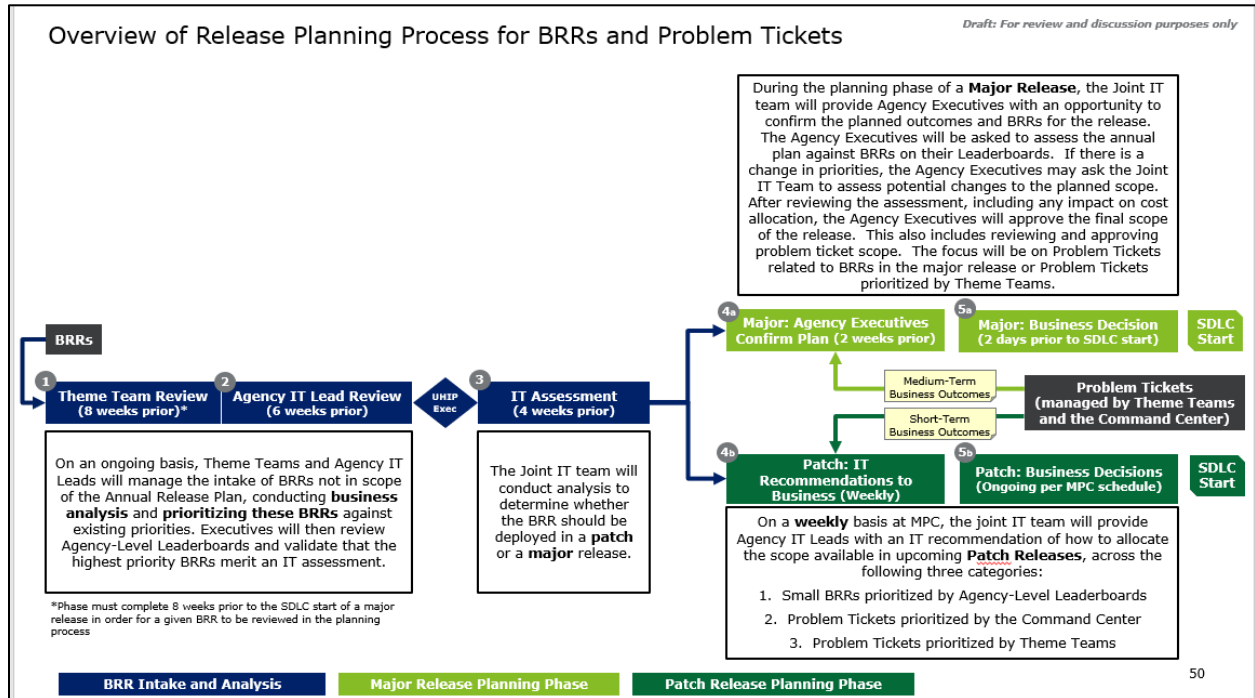 Draft: For review and discussion purposes only
Overview of Release Planning Process for BRRs and Problem Tickets
During the planning phase of a Major Release, the Joint IT
team will provide Agency Executives with an opportunity to
confirm the planned outcomes and BRRs for the release.
The Agency Executives will be asked to assess the annual
plan against BRRs on their Leaderboards. If there is a
change in priorities, the Agency Executives may ask the Joint
IT Team to assess potential changes to the planned scope.
After reviewing the assessment, including any impact on cost
allocation, the Agency Executives will approve the final scope
of the release. This also includes reviewing and approving
problem ticket scope. The focus will be on Problem Tickets
related to BRRs in the major release or Problem Tickets
prioritized by Theme Teams.
BRRs
1
Theme Team Review
(8 weeks prior)*
2
Agency IT Lead Review
(6 weeks prior)
UHIP
Exec
3
IT Assessment
(4 weeks prior)
4a
Major: Agency Executives
Confirm Plan (2 weeks prior)
5a
Major: Business Decision
(2 days prior to SDLC start)
SDLC
Start
Medium-Term
Business Outcomes
Short-Term
Business Outcomes
Problem Tickets
(managed by Theme Teams
and the Command Center)
4b
Patch: IT
Recommendations to
Business (Weekly)
5b
Patch: Business Decisions
(Ongoing per MPC schedule)
SDLC
Start
On an ongoing basis, Theme Teams and Agency IT
Leads will manage the intake of BRRs not in scope
of the Annual Release Plan, conducting business
analysis and prioritizing these BRRs against
existing priorities. Executives will then review
Agency-Level Leaderboards and validate that the
highest priority BRRs merit an IT assessment.
The Joint IT team will
conduct analysis to
determine whether
the BRR should be
deployed in a patch
or a major release.
On a weekly basis at MPC, the joint IT team will provide
Agency IT Leads with an IT recommendation of how to allocate
the scope available in upcoming Patch Releases, across the
following three categories:
1. Small BRRs prioritized by Agency-Level Leaderboards
2. Problem Tickets prioritized by the Command Center
3. Problem Tickets prioritized by Theme Teams
*Phase must complete 8 weeks prior to the SDLC start of a major
release in order for a given BRR to be reviewed in the planning
process
BRR Intake and Analysis
Major Release Planning Phase
Patch Release Planning Phase
50